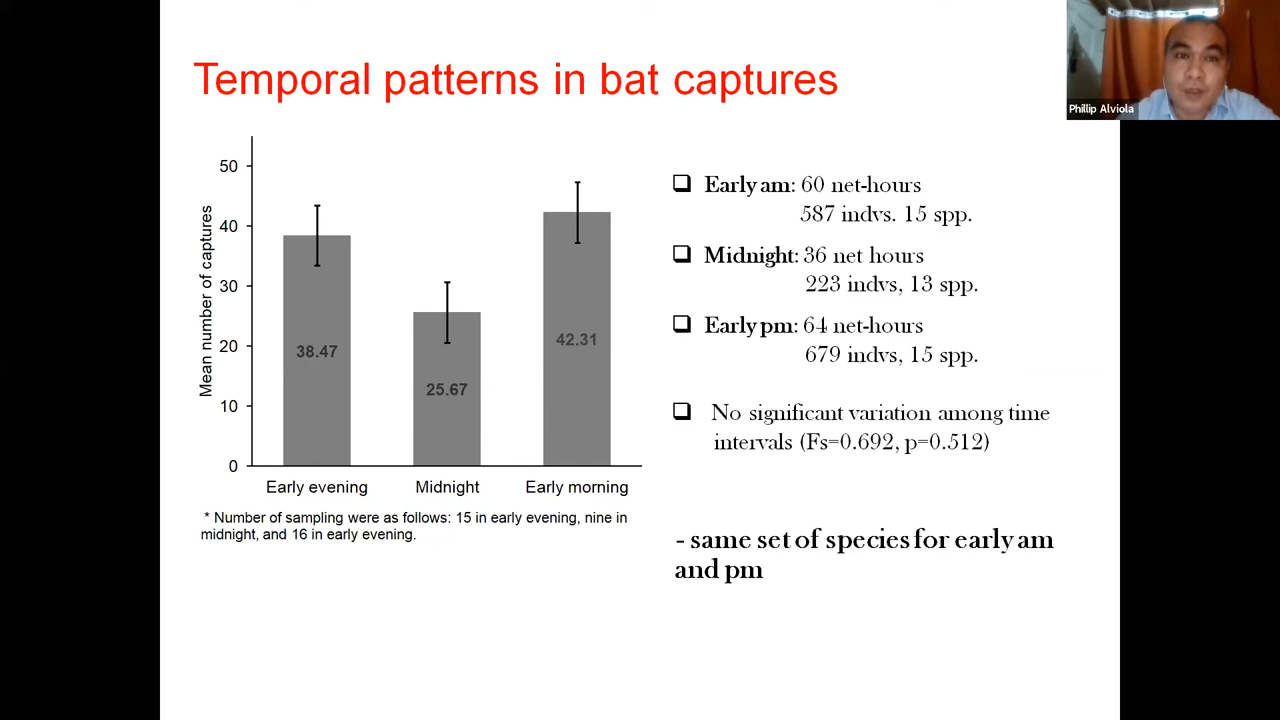 Temporal patterns in bat captures
Phillip Alviola
Mean number of captures
50
40
30
20
10
0
38.47
25.67
42.31
Early evening Midnight Early morning
* Number of sampling were as follows: 15 in early evening, nine in
midnight, and 16 in early evening.
Early am: 60 net-hours
587 indvs. 15 spp.
Midnight: 36 net hours
223 indvs, 13 spp.
Early pm: 64 net-hours
679 indvs, 15 spp.
No significant variation among time
intervals (Fs=0.692, p=0.512)
- same set of species for early am
and pm